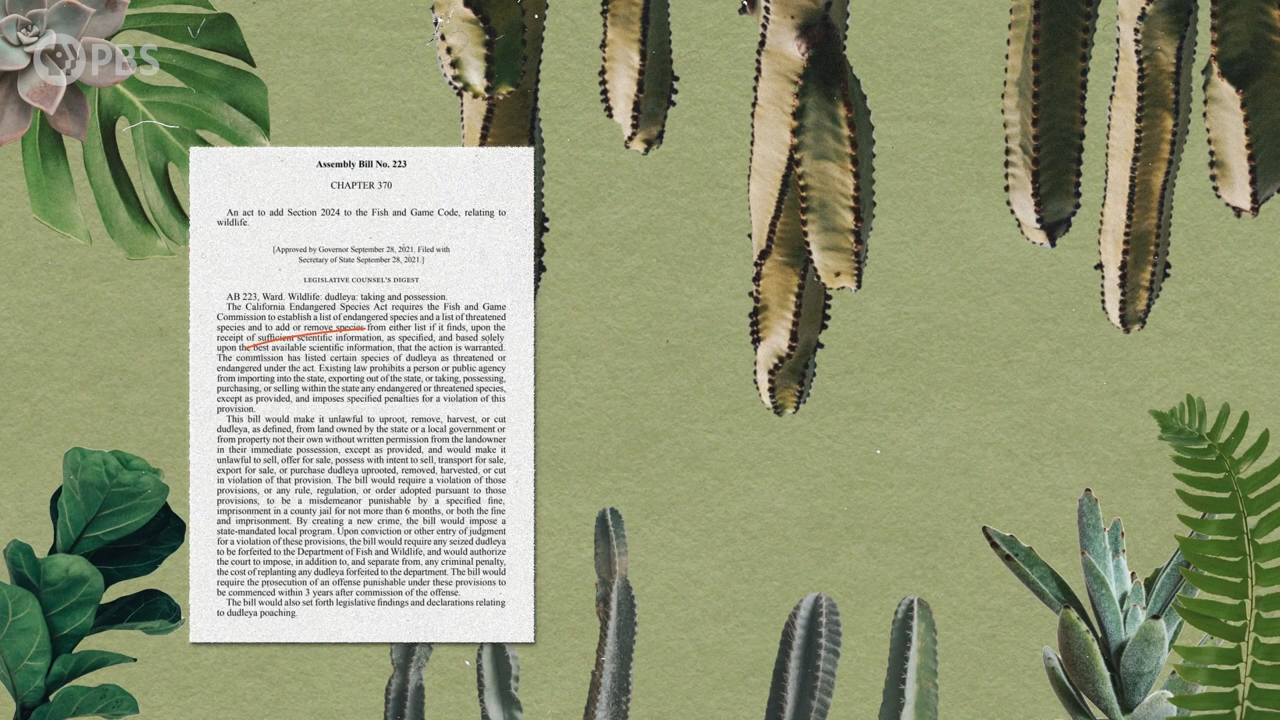 PBS
Assembly Bill No. 223
CHAPTER 370
An act to add Section 2024 to the Fish and Game Code, relating to
wildlife.
[Approved by Governor September 28, 2021. Filed with
Secretary of State September 28, 2021.]
LEGISLATIVE COUNSEL'S DIGEST
AB 223, Ward. Wildlife: dudleya: taking and possession.
The California Endangered Species Act requires the Fish and Game
Commission to establish a list of endangered species and a list of threatened
species and to add or remove species from either list if it finds, upon the
receipt of sufficient scientific information, as specified, and based solely
upon the best available scientific information, that the action is warranted.
The commission has listed certain species of dudleya as threatened or
endangered under the act. Existing law prohibits a person or public agency
from importing into the state, exporting out of the state, or taking, possessing,
purchasing, or selling within the state any endangered or threatened species,
except as provided, and imposes specified penalties for a violation of this
provision.
This bill would make it unlawful to uproot, remove, harvest, or cut
dudleya, as defined, from land owned by the state or a local government or
from property not their own without written permission from the landowner
in their immediate possession, except as provided, and would make it
unlawful to sell, offer for sale, possess with intent to sell, transport for sale,
export for sale, or purchase dudleya uprooted, removed, harvested, or cut
in violation of that provision. The bill would require a violation of those
provisions, or any rule, regulation, or order adopted pursuant to those
provisions, to be a misdemeanor punishable by a specified fine,
imprisonment in a county jail for not more than 6 months, or both the fine
and imprisonment. By creating a new crime, the bill would impose a
state-mandated local program. Upon conviction or other entry of judgment
for a violation of these provisions, the bill would require any seized dudleya
to be forfeited to the Department of Fish and Wildlife, and would authorize
the court to impose, in addition to, and separate from, any criminal penalty,
the cost of replanting any dudleya forfeited to the department. The bill would
require the prosecution of an offense punishable under these provisions to
be commenced within 3 years after commission of the offense.
The bill would also set forth legislative findings and declarations relating
to dudleya poaching.